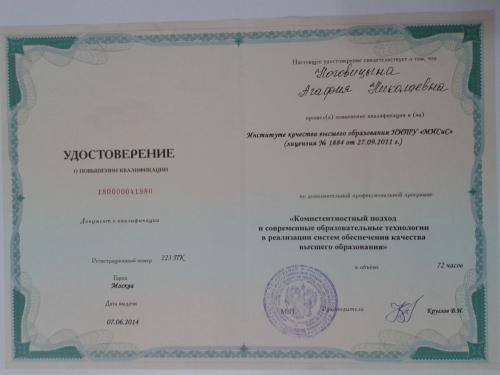 УДОСТОВЕРЕНИЕ
О ПОВЫШЕНИИ КВАЛИФИКАЦИИ
180000041880
Документ о квалификации
Регистрационный номер 223 ПК
Город
Москва
Дата выдачи
07.06.2014
Настоящее удостоверение свидетельствует о том, что
Поговицына
Агафия Николаевна
прошел(а) повышение квалификации в (на)
Институте качества высшего образования НИТУ «МИСиС»
(лицензия № 1884 от 27.09.2011 г.)
по дополнительной профессиональной программе
«Компетентностный подход
и современные образовательные технологии
в реализации систем обеспечения качества
высшего образования»
в объёме 72 часов
М.П. Руководитель Круглов В.И.